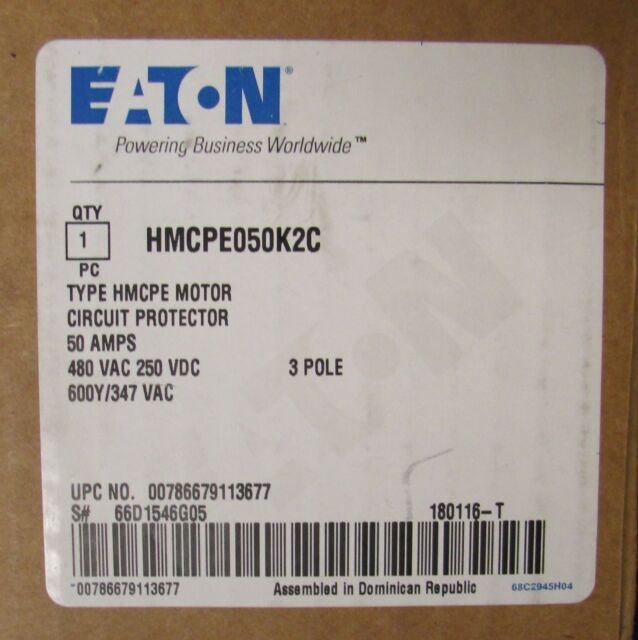 EATON®
Powering Business Worldwide™
QTY
1
PC
HMCPE050K2C
TYPE HMCPE MOTOR
CIRCUIT PROTECTOR
50 AMPS
480 VAC 250 VDC 3 POLE
600Y/347 VAC
EATON
UPC NO. 00786679113677
S# 66D1546G05 180116-T
*00786679113677 Assembled in Dominican Republic 68C2945H04